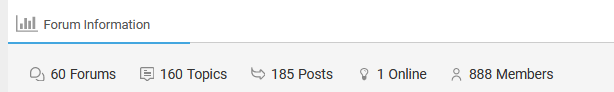 Forum Information
60 Forums 160 Topics 185 Posts 1 Online 888 Members